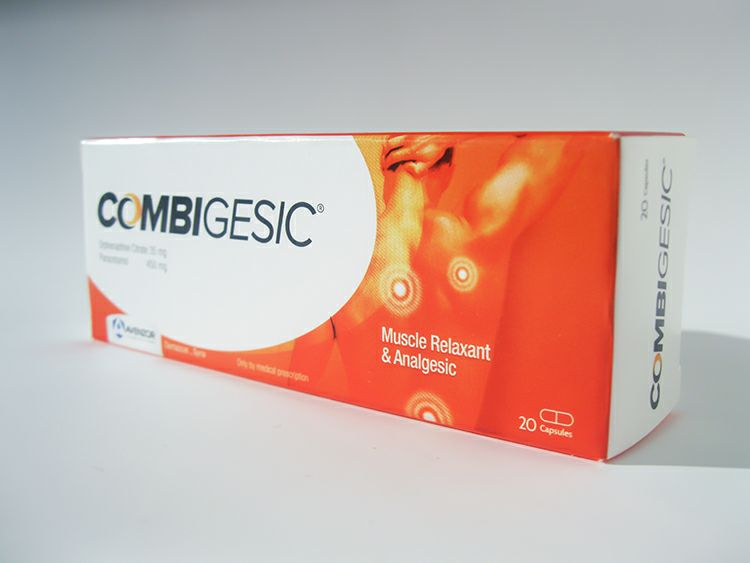 COMBIGESIC®
Orphenadrine Citrate 35 mg
Paracetamol 450 mg
AVENZOR
Damascus - Syria
Only by medical prescription
Muscle Relaxant
& Analgesic
20 Capsules
20 Capsules
COMBIGESIC®